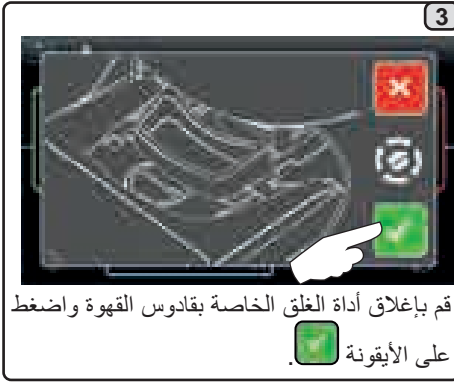 3
قم بإغلاق أداة الغلق الخاصة بقادوس القهوة واضغط
على الأيقونة .